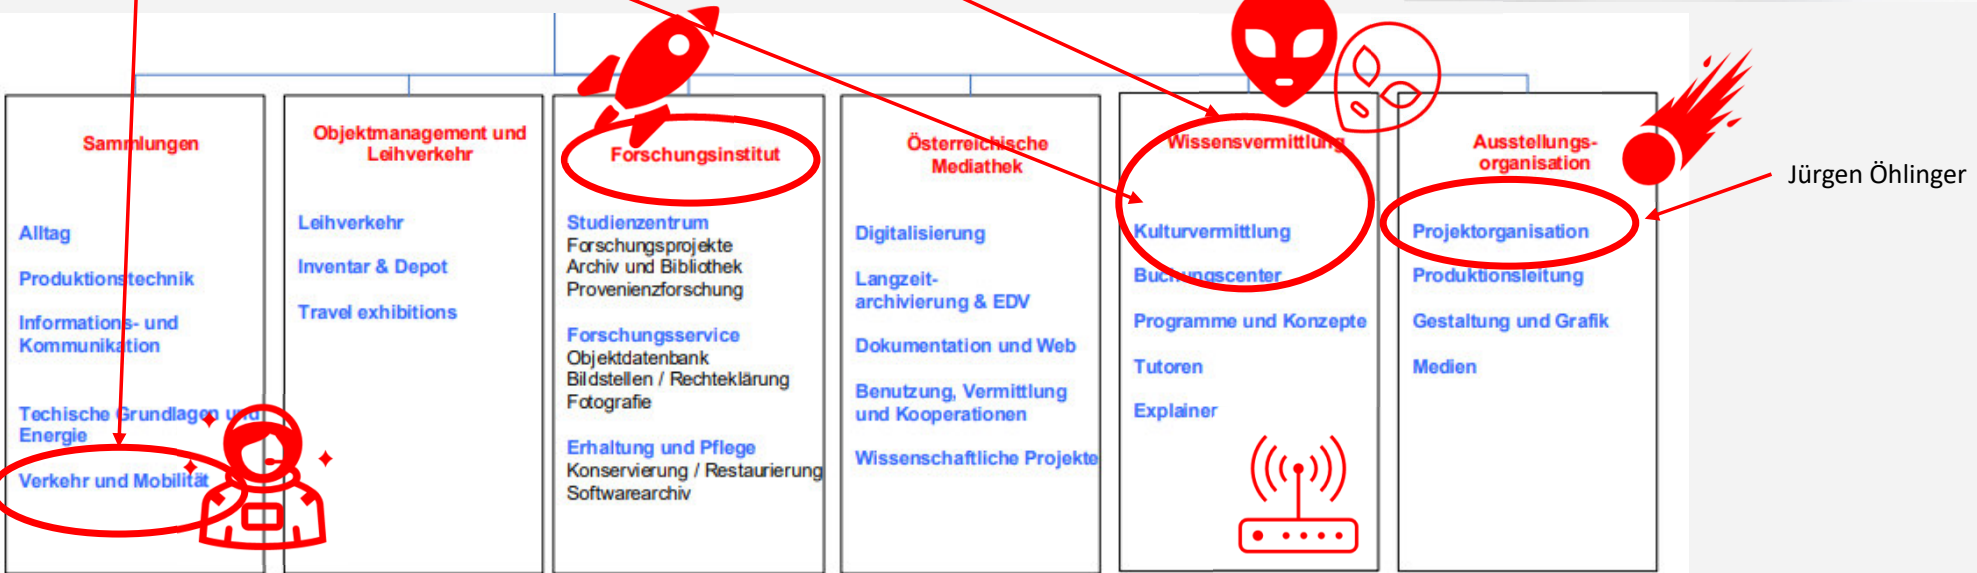 Sammlungen
Alltag
Produktionstechnik
Informations- und
Kommunikation
Techische Grundlagen und
Energie
Verkehr und Mobilität
Objektmanagement und
Leihverkehr
Leihverkehr
Inventar & Depot
Travel exhibitions
Forschungsinstitut
Studienzentrum
Forschungsprojekte
Archiv und Bibliothek
Provenienzforschung
Forschungsservice
Objektdatenbank
Bildstellen / Rechteklärung
Fotografie
Erhaltung und Pflege
Konservierung / Restaurierung
Softwarearchiv
Österreichische
Mediathek
Digitalisierung
Langzeit-
archivierung & EDV
Dokumentation und Web
Benutzung, Vermittlung
und Kooperationen
Wissenschaftliche Projekte
Wissensvermittlung
Kulturvermittlung
Buchungscenter
Programme und Konzepte
Tutoren
Explainer
Ausstellungs-
organisation
Projektorganisation
Produktionsleitung
Gestaltung und Grafik
Medien
Jürgen Öhlinger